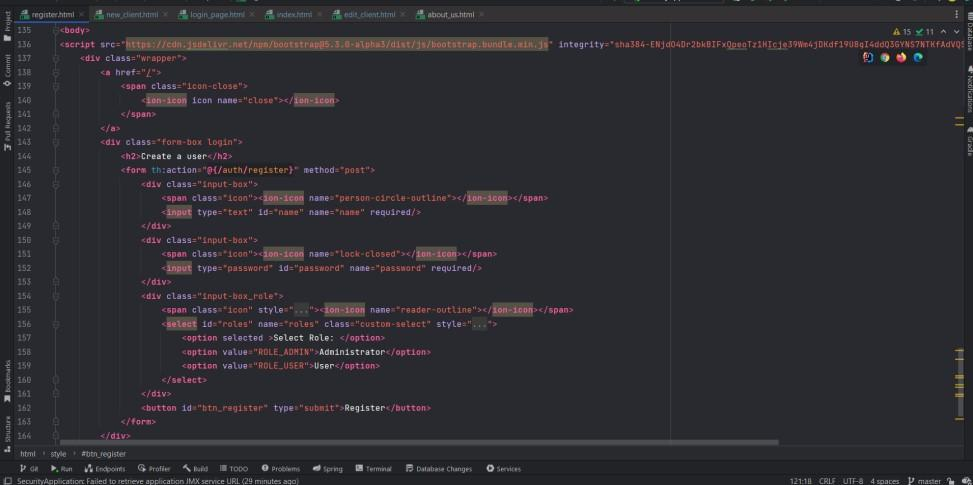 register.html new_client.html login_page.html index.html edit_client.html about_us.html
Project
Commit
Pull Requests
Bookmarks
Structure
Database
Notifications
Gradle
15 11
135 <body>
136 <script src="https://cdn.jsdelivr.net/npm/bootstrap@5.3.0-alpha3/dist/js/bootstrap.bundle.min.js" integrity="sha384-ENjdO4Dr2bkBIFxQpeoTz1HIcje39Wm4jDKdf19U8gI4ddQ3GYNS7NTKfAdVQS
137 <div class="wrapper">
138 <a href="/">
139 <span class="icon-close">
140 <ion-icon icon name="close"></ion-icon>
141 </span>
142 </a>
143 <div class="form-box login">
144 <h2>Create a user</h2>
145 <form th:action="@{/auth/register}" method="post">
146 <div class="input-box">
147 <span class="icon"><ion-icon name="person-circle-outline"></ion-icon></span>
148 <input type="text" id="name" name="name" required/>
149 </div>
150 <div class="input-box">
151 <span class="icon"><ion-icon name="lock-closed"></ion-icon></span>
152 <input type="password" id="password" name="password" required/>
153 </div>
154 <div class="input-box_role">
155 <span class="icon" style="..."><ion-icon name="reader-outline"></ion-icon></span>
156 <select id="roles" name="roles" class="custom-select" style="...">
157 <option selected >Select Role: </option>
158 <option value="ROLE_ADMIN">Administrator</option>
159 <option value="ROLE_USER">User</option>
160 </select>
161 </div>
162 <button id="btn_register" type="submit">Register</button>
163 </form>
164 </div>
html › style › #btn_register
Git Run Endpoints Profiler Build TODO Problems Spring Terminal Database Changes Services
SecurityApplication: Failed to retrieve application JMX service URL (29 minutes ago) 121:18 CRLF UTF-8 4 spaces master